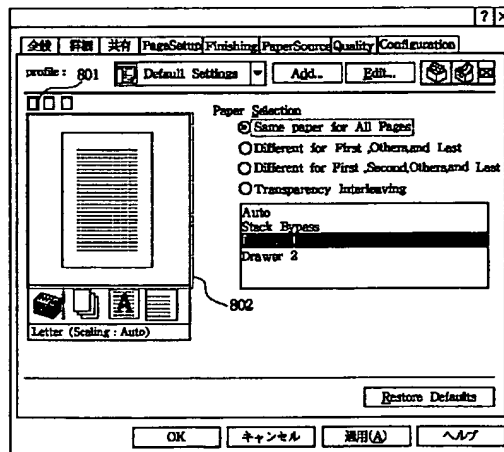 ? ×
全般 詳細 共有 PageSetup Finishing PaperSource Quality Configuration
profile : 801 Default Settings Add... Edit...
Paper Selection
Same paper for All Pages
Different for First ,Others,and Last
Different for First ,Second,Others,and Last
Transparency Interleaving
Auto
Stack Bypass
Drawer 2
A
802
Letter (Scaling : Auto)
Restore Defaults
OK キャンセル 適用(A) ヘルプ